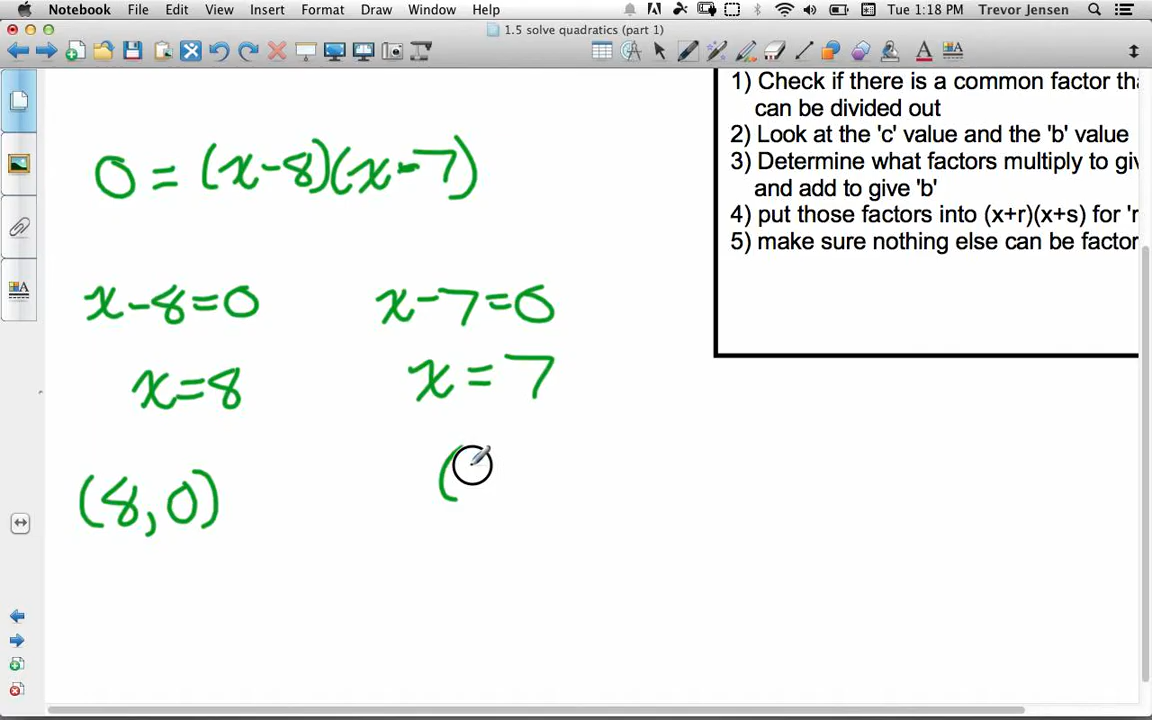 Notebook File Edit View Insert Format Draw Window Help Tue 1:18 PM Trevor Jensen
1.5 solve quadratics (part 1)
1) Check if there is a common factor tha
can be divided out
2) Look at the 'c' value and the 'b' value
3) Determine what factors multiply to giv
and add to give 'b'
4) put those factors into (x+r)(x+s) for 'r
5) make sure nothing else can be factor
0 = (x-8)(x-7)
x-8=0 x-7=0
x=8 x=7
(8,0) (